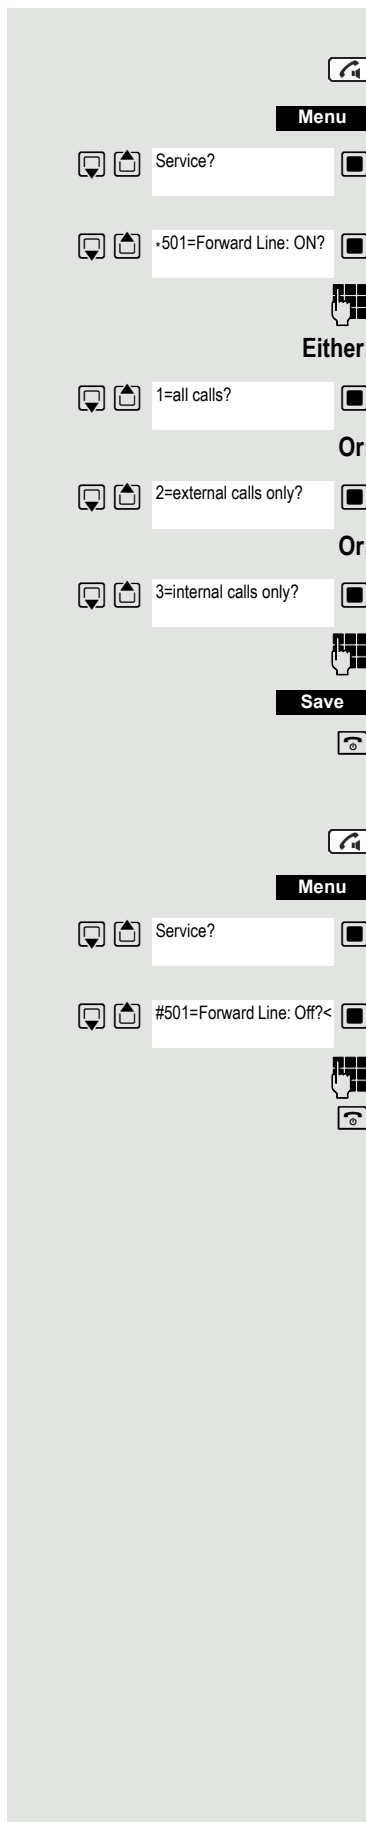 Menu
Service?
*501=Forward Line: ON?
Either:
1=all calls?
Or:
2=external calls only?
Or:
3=internal calls only?
Save
Menu
Service?
#501=Forward Line: Off?<